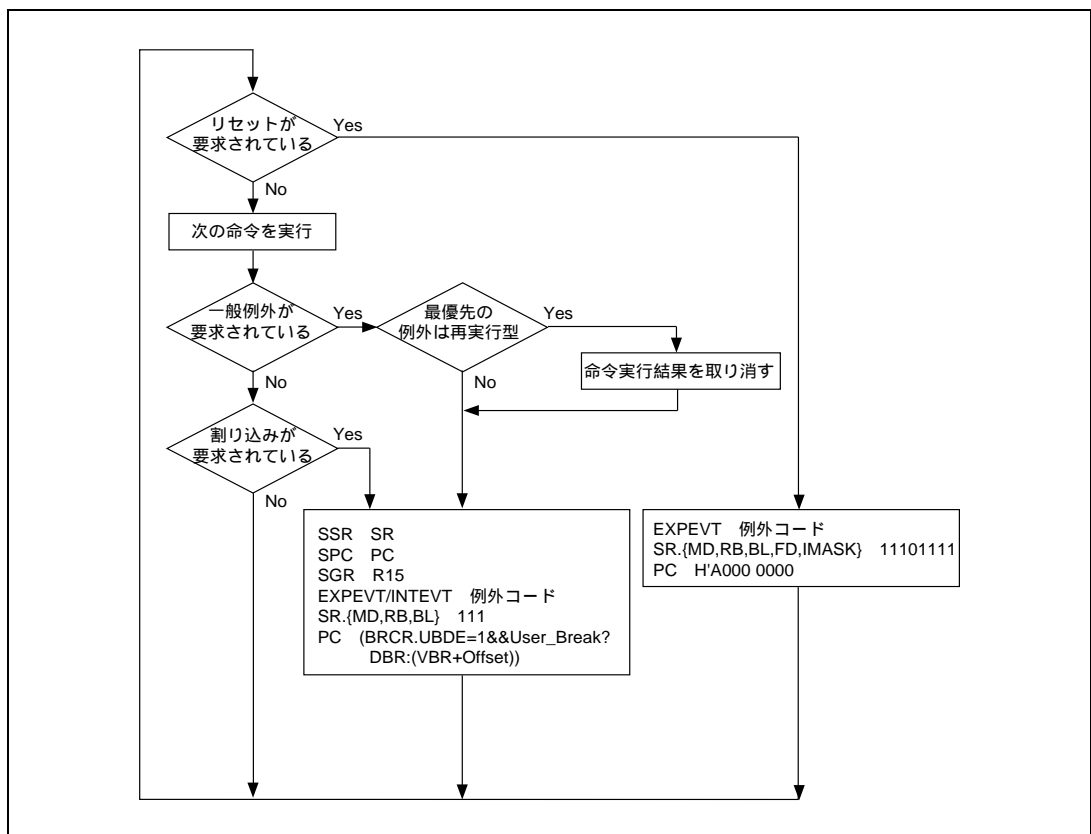 リセットが
要求されている
Yes
No
次の命令を実行
一般例外が
要求されている
Yes
No
最優先の
例外は再実行型
Yes
No
命令実行結果を取り消す
割り込みが
要求されている
Yes
No
SSR SR
SPC PC
SGR R15
EXPEVT/INTEVT 例外コード
SR.{MD,RB,BL} 111
PC (BRCR.UBDE=1&&User_Break?
DBR:(VBR+Offset))
EXPEVT 例外コード
SR.{MD,RB,BL,FD,IMASK} 11101111
PC H'A000 0000